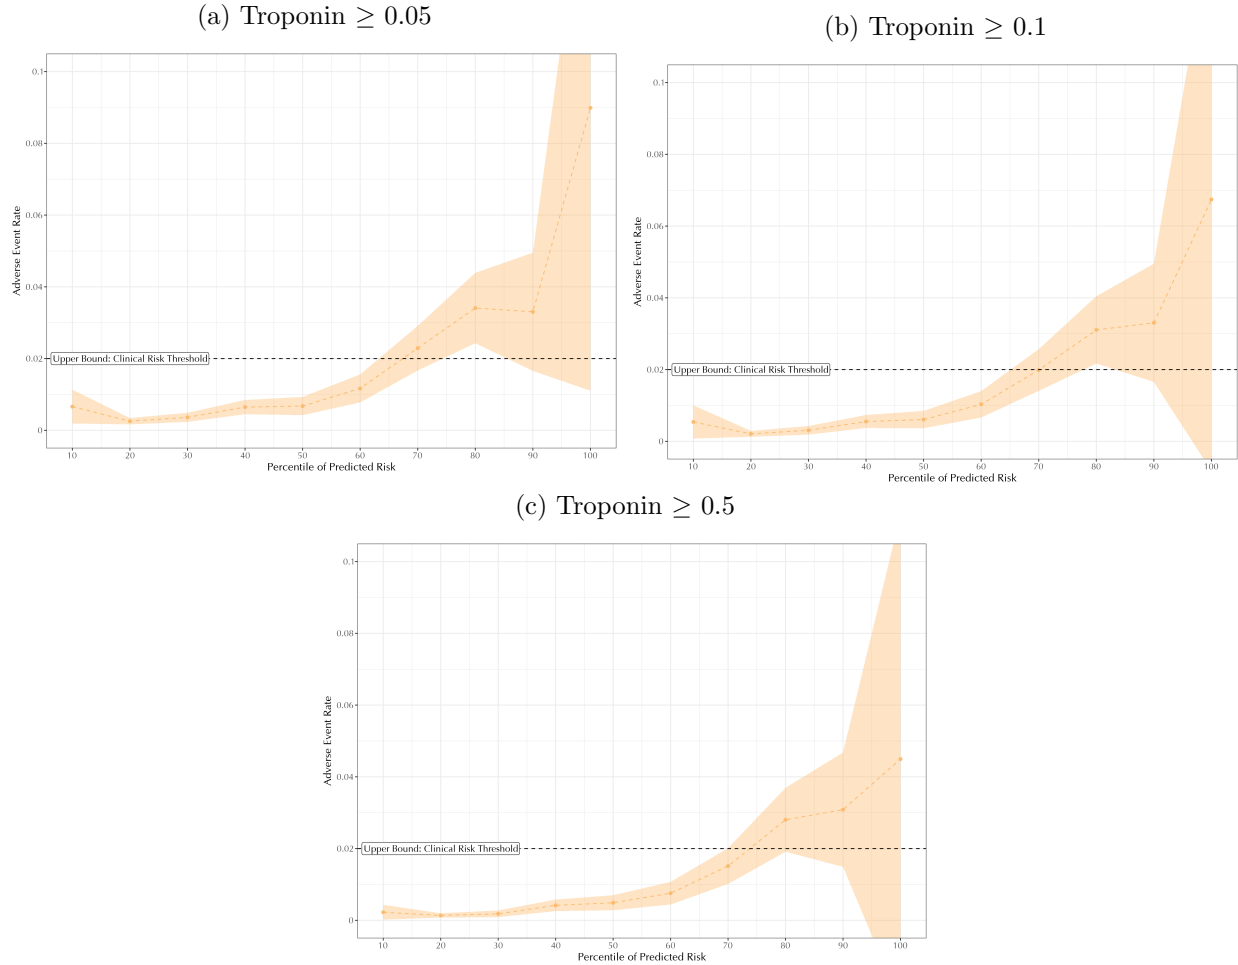 (a) Troponin ≥ 0.05
0.1
0.08
0.06
0.04
0.02
0
Adverse Event Rate
Upper Bound: Clinical Risk Threshold
10 20 30 40 50 60 70 80 90 100
Percentile of Predicted Risk
(b) Troponin ≥ 0.1
0.1
0.08
0.06
0.04
0.02
0
Adverse Event Rate
Upper Bound: Clinical Risk Threshold
10 20 30 40 50 60 70 80 90 100
Percentile of Predicted Risk
(c) Troponin ≥ 0.5
0.1
0.08
0.06
0.04
0.02
0
Adverse Event Rate
Upper Bound: Clinical Risk Threshold
10 20 30 40 50 60 70 80 90 100
Percentile of Predicted Risk